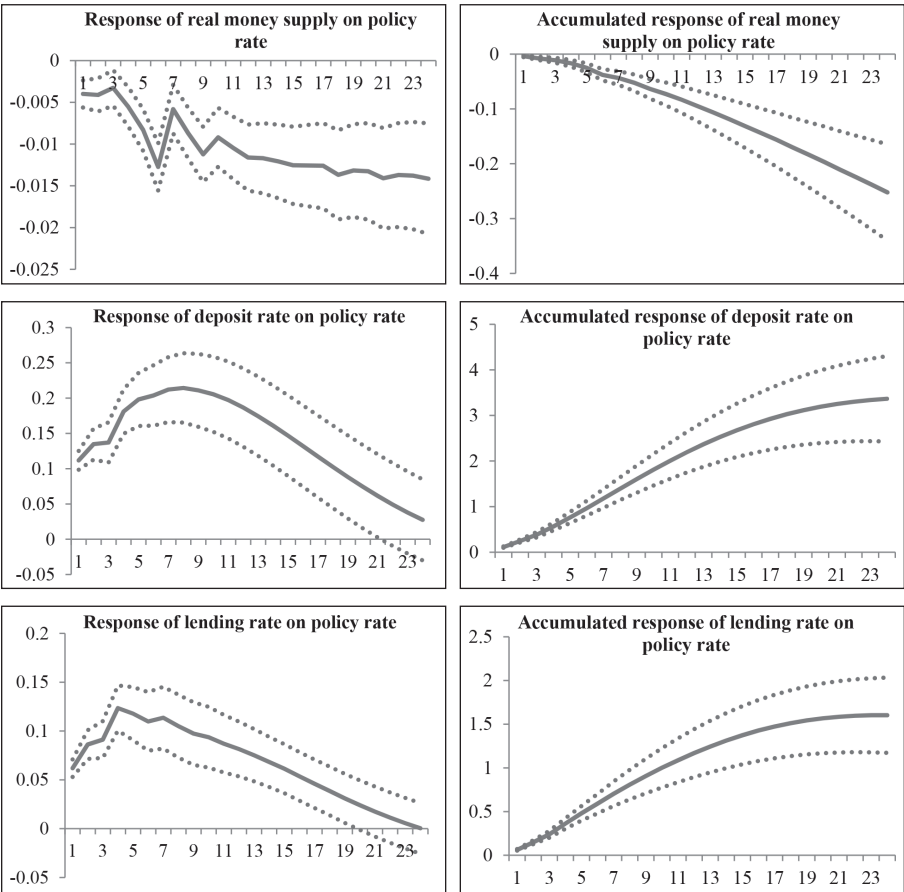 Response of real money supply on policy
rate
0
-0.005
-0.01
-0.015
-0.02
-0.025
1 3 5 7 9 11 13 15 17 19 21 23
Accumulated response of real money
supply on policy rate
0
-0.1
-0.2
-0.3
-0.4
1 3 5 7 9 11 13 15 17 19 21 23
Response of deposit rate on policy rate
0.3
0.25
0.2
0.15
0.1
0.05
0
-0.05
1 3 5 7 9 11 13 15 17 19 21 23
Accumulated response of deposit rate on
policy rate
5
4
3
2
1
0
1 3 5 7 9 11 13 15 17 19 21 23
Response of lending rate on policy rate
0.2
0.15
0.1
0.05
0
-0.05
1 3 5 7 9 11 13 15 17 19 21 23
Accumulated response of lending rate on
policy rate
2.5
2
1.5
1
0.5
0
1 3 5 7 9 11 13 15 17 19 21 23